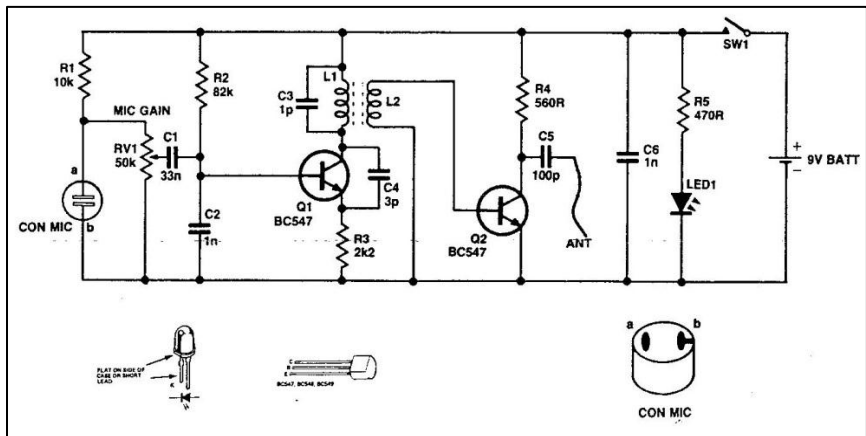 SW1
R1
10k
R2
82k
L1
C3
1p
L2
R4
560R
R5
470R
MIC GAIN
RV1
50k
C1
33n
C5
100p
C6
1n
+
9V BATT
−
a
C4
3p
LED1
Q1
BC547
CON MIC
b
C2
1n
R3
2k2
Q2
BC547
ANT
FLAT ON SIDE OF
CASE OR SHORT
LEAD
K
C
B
E
BC547, BC548, BC549
a
b
CON MIC